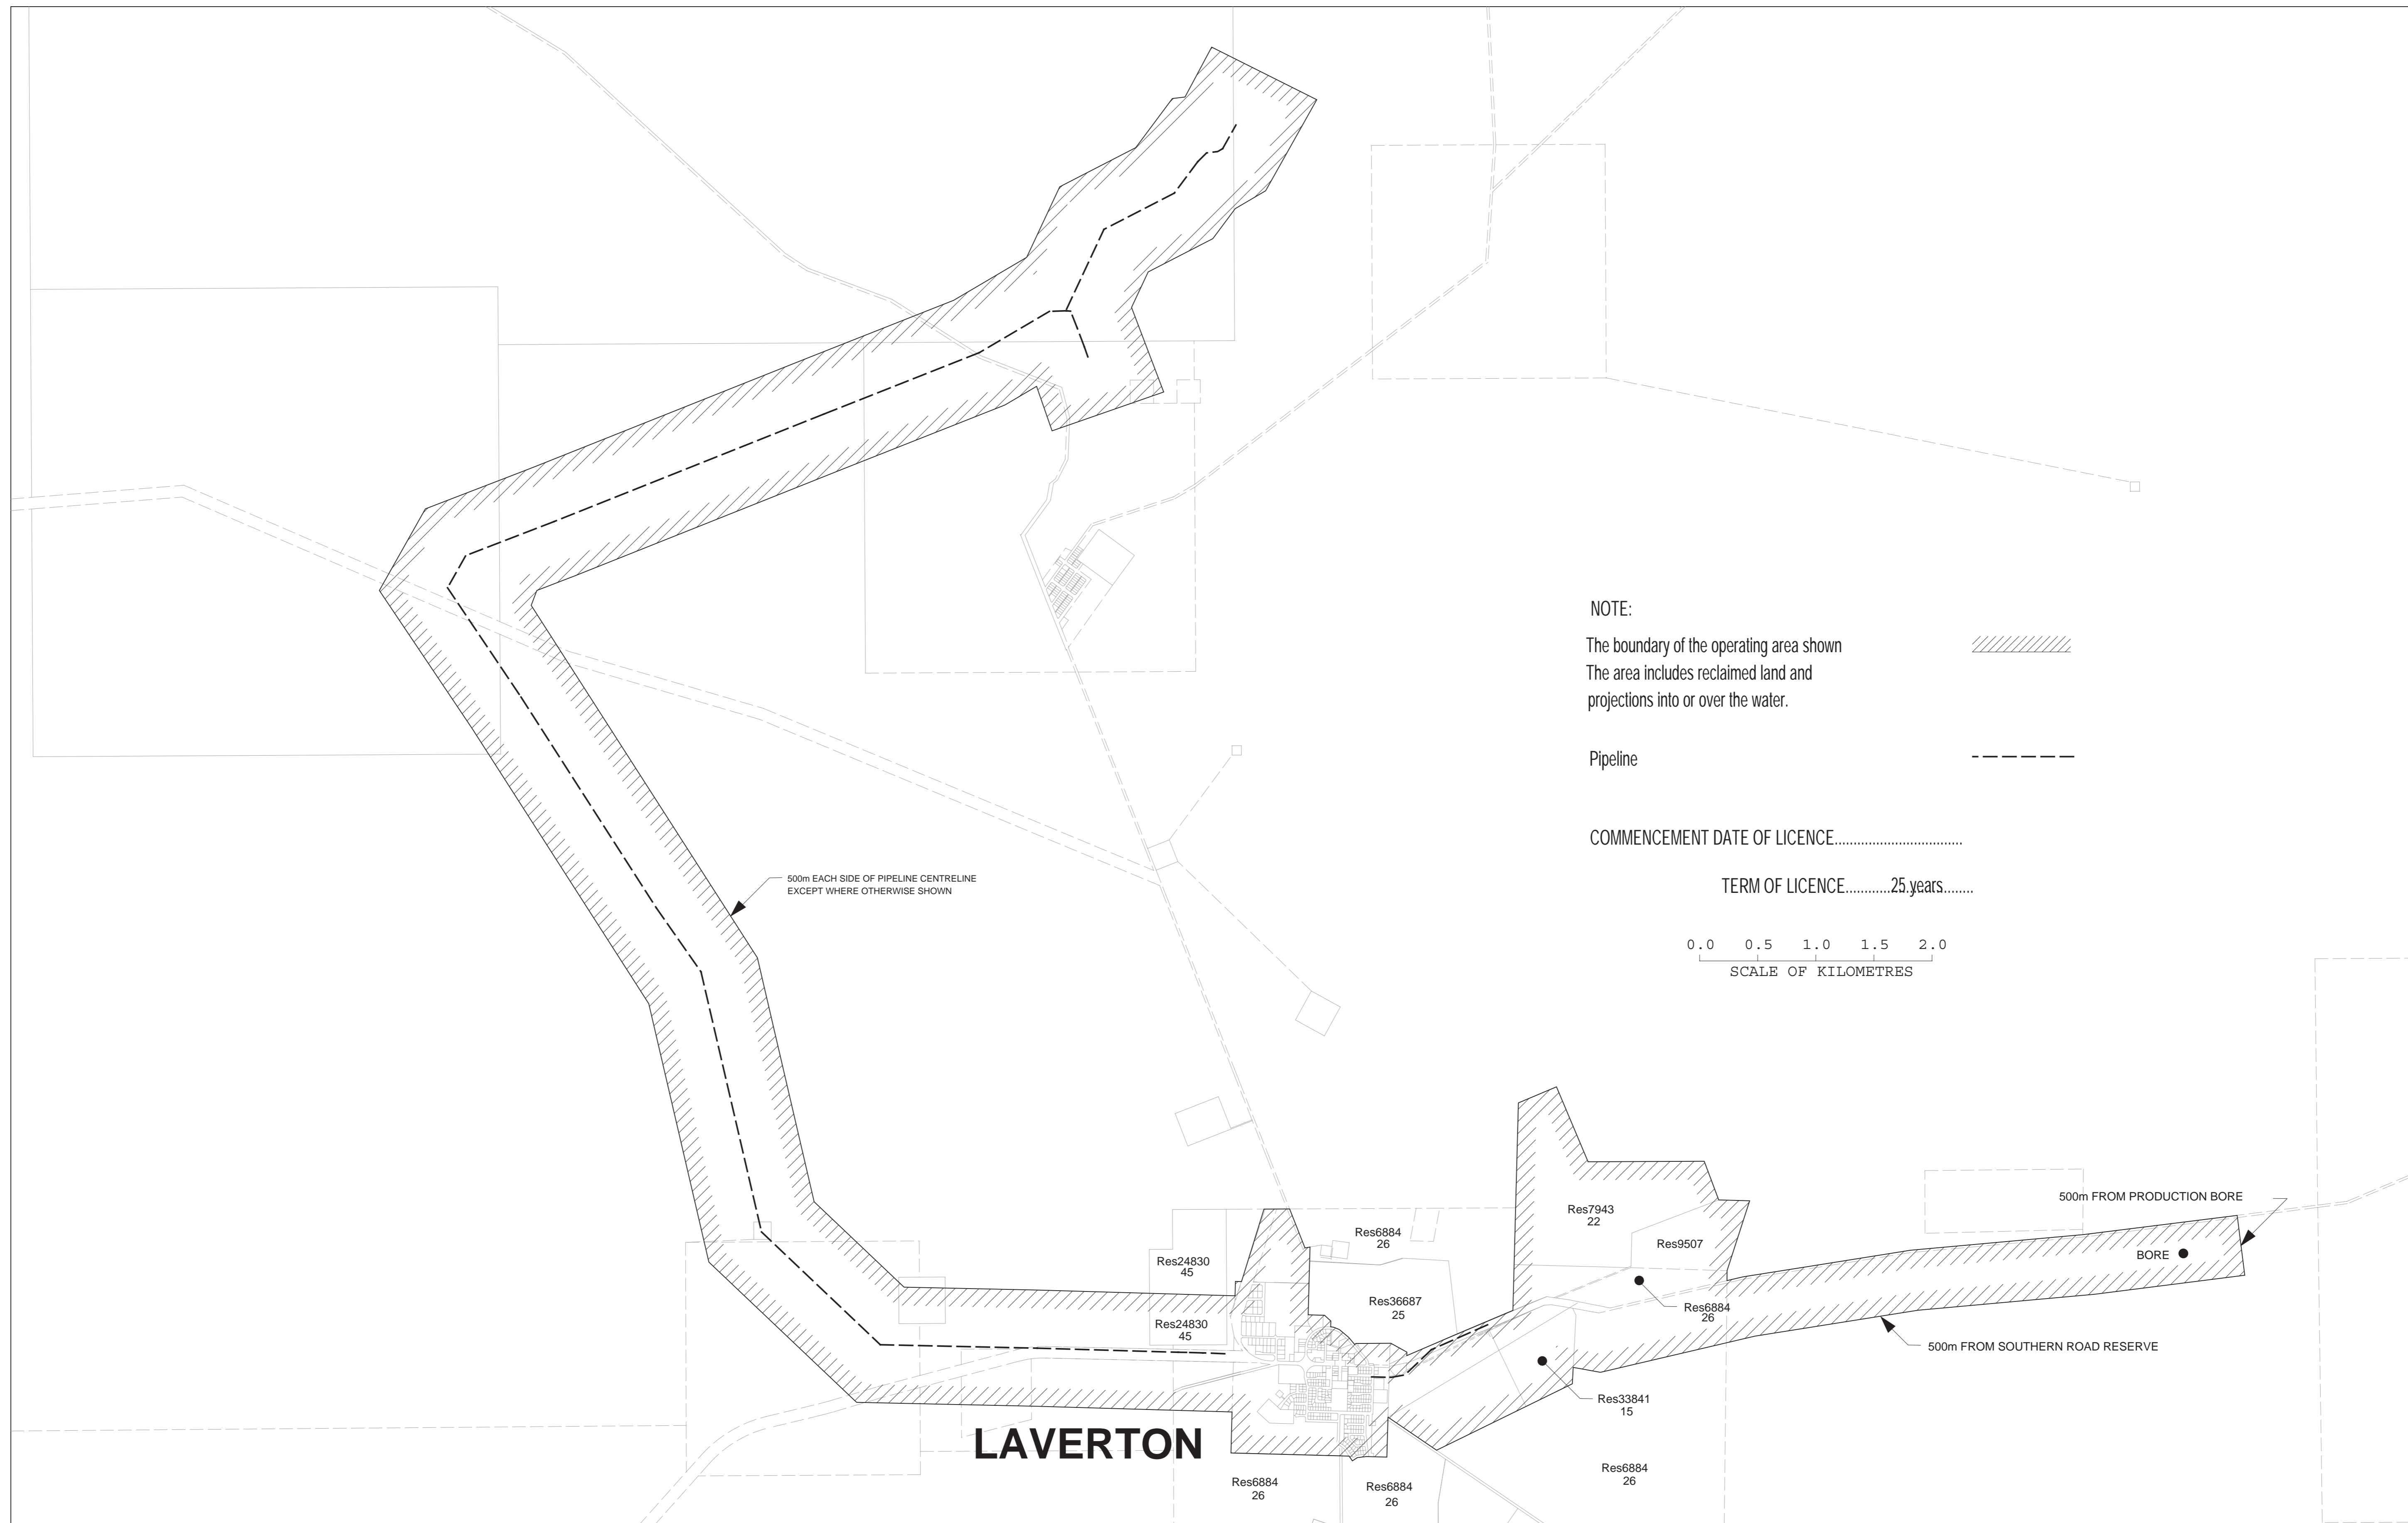 NOTE:
The boundary of the operating area shown
The area includes reclaimed land and
projections into or over the water.
Pipeline
COMMENCEMENT DATE OF LICENCE..................................
TERM OF LICENCE............25 years........
0.0 0.5 1.0 1.5 2.0
SCALE OF KILOMETRES
500m EACH SIDE OF PIPELINE CENTRELINE
EXCEPT WHERE OTHERWISE SHOWN
500m FROM PRODUCTION BORE
BORE
500m FROM SOUTHERN ROAD RESERVE
Res7943
22
Res9507
Res6884
26
Res24830
45
Res36687
25
Res6884
26
Res24830
45
Res33841
15
LAVERTON
Res6884
26
Res6884
26
Res6884
26